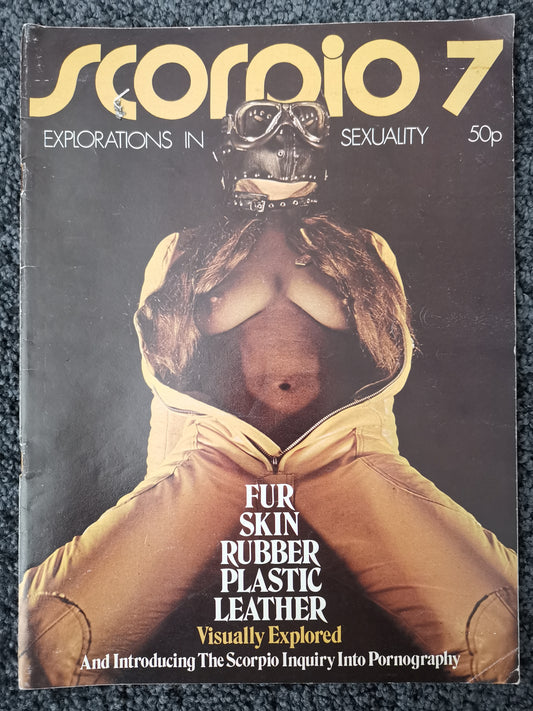 scorpio 7
EXPLORATIONS IN SEXUALITY 50p
FUR
SKIN
RUBBER
PLASTIC
LEATHER
Visually Explored
And Introducing The Scorpio Inquiry Into Pornography